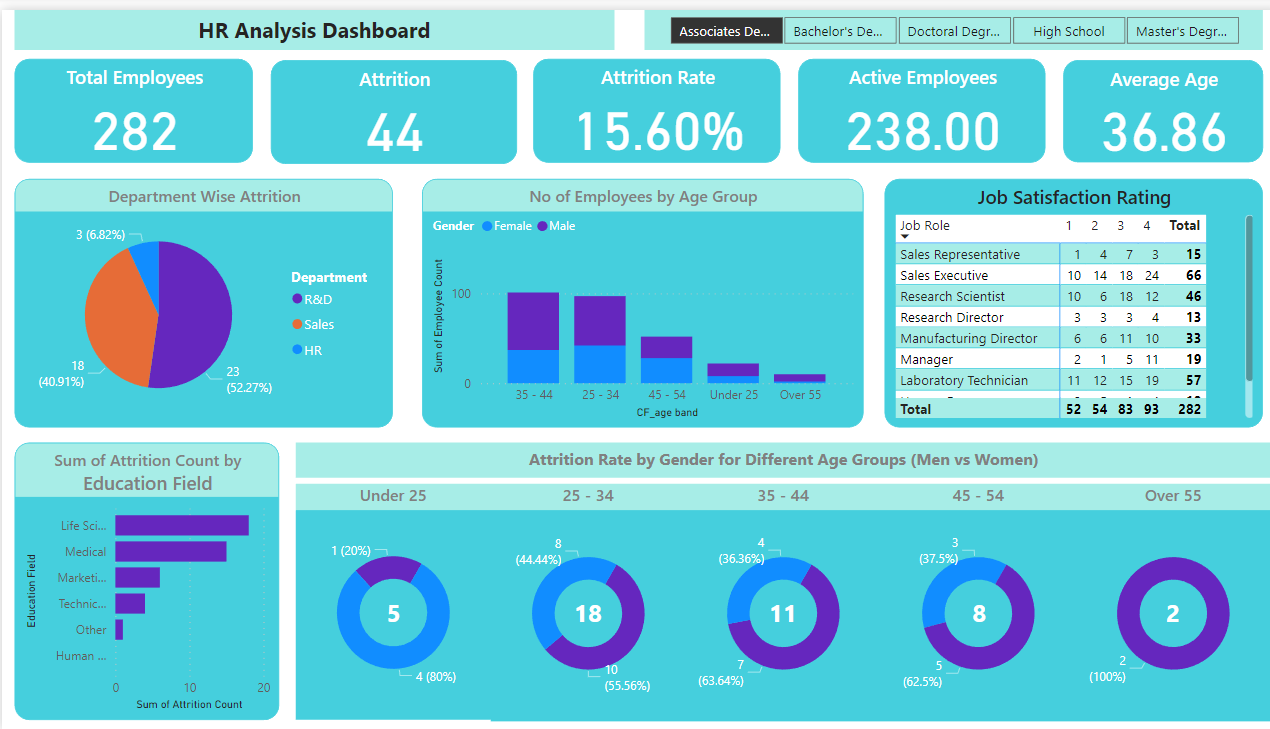 HR Analysis Dashboard
Associates De...
Bachelor's De...
Doctoral Degr...
High School
Master's Degr...
Total Employees
282
Attrition
44
Attrition Rate
15.60%
Active Employees
238.00
Average Age
36.86
Department Wise Attrition
3 (6.82%)
18
(40.91%)
23
(52.27%)
Department
R&D
Sales
HR
No of Employees by Age Group
Gender Female Male
Sum of Employee Count
100
0
35 - 44 25 - 34 45 - 54 Under 25 Over 55
CF_age band
Job Satisfaction Rating
Job Role 1 2 3 4 Total
Sales Representative 1 4 7 3 15
Sales Executive 10 14 18 24 66
Research Scientist 10 6 18 12 46
Research Director 3 3 3 4 13
Manufacturing Director 6 6 11 10 33
Manager 2 1 5 11 19
Laboratory Technician 11 12 15 19 57
Total 52 54 83 93 282
Sum of Attrition Count by
Education Field
Education Field
Life Sci...
Medical
Marketi...
Technic...
Other
Human ...
0 10 20
Sum of Attrition Count
Attrition Rate by Gender for Different Age Groups (Men vs Women)
Under 25
1 (20%)
5
4 (80%)
25 - 34
8
(44.44%)
18
10
(55.56%)
35 - 44
4
(36.36%)
11
7
(63.64%)
45 - 54
3
(37.5%)
8
5
(62.5%)
Over 55
2
2
(100%)